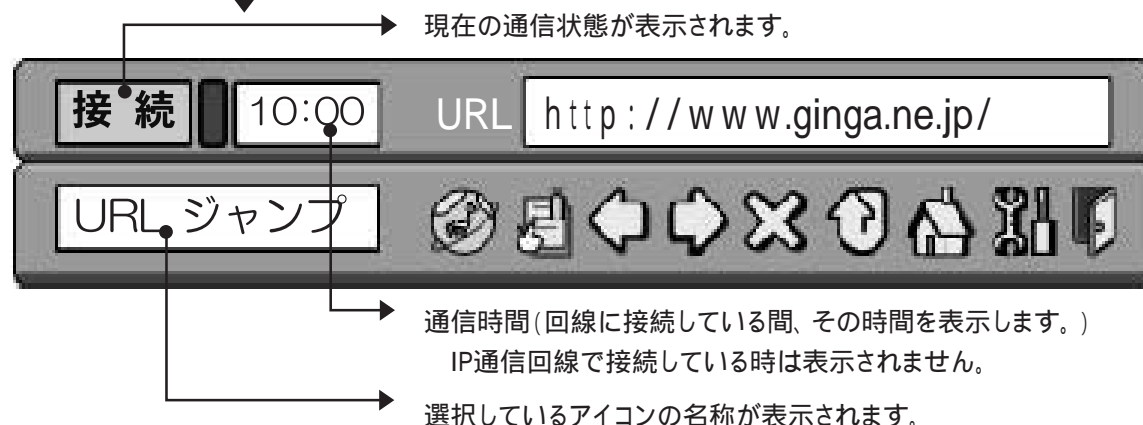 現在の通信状態が表示されます。
接続 10:00 URL http://www.ginga.ne.jp/
URLジャンプ
通信時間(回線に接続している間、その時間を表示します。)
IP通信回線で接続している時は表示されません。
選択しているアイコンの名称が表示されます。